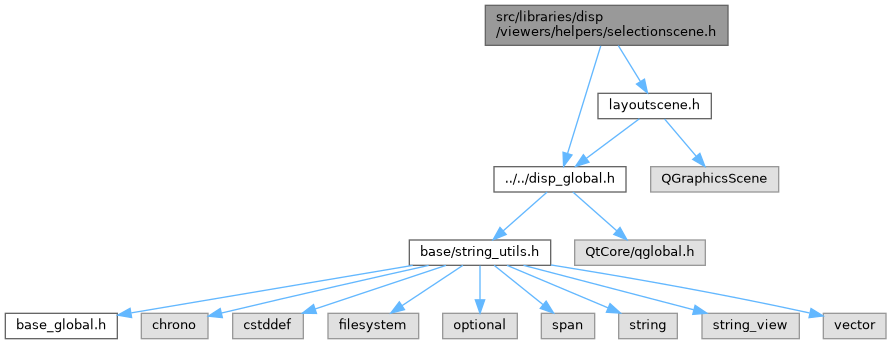 src/libraries/disp
/viewers/helpers/selectionscene.h
layoutscene.h
../../disp_global.h
QGraphicsScene
base/string_utils.h
QtCore/qglobal.h
base_global.h
chrono
cstddef
filesystem
optional
span
string
string_view
vector